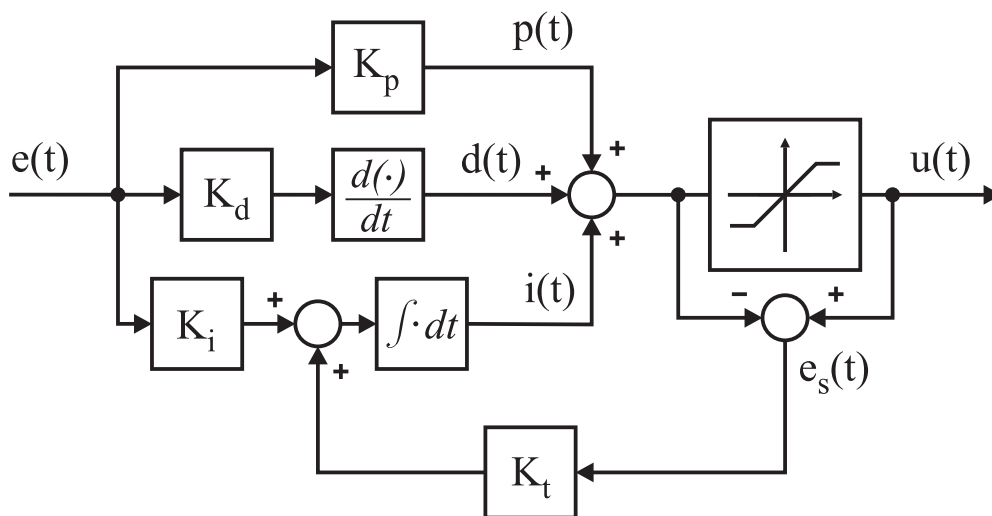 p(t)
K_p
e(t)
K_d
d(·)
dt
d(t)
u(t)
+
+
+
K_i
+
+
∫·dt
i(t)
−
+
e_s(t)
K_t